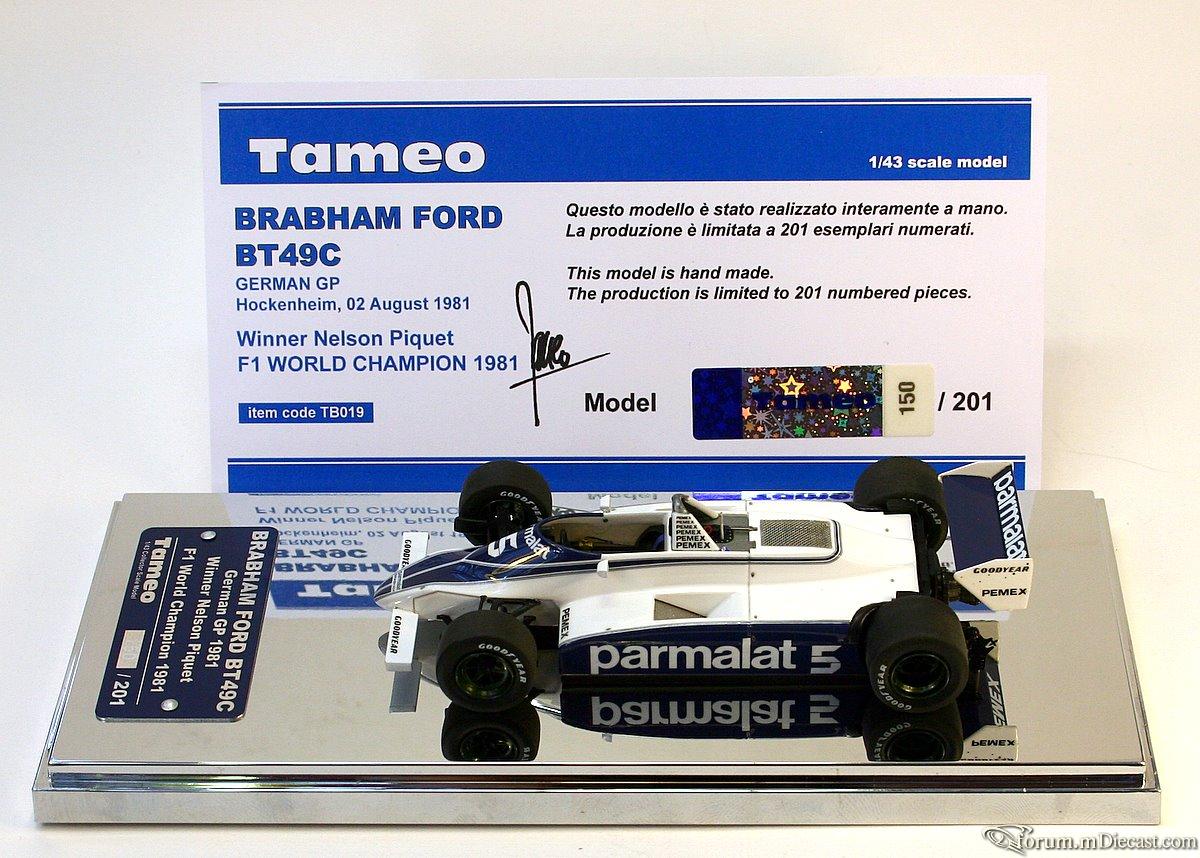 Tameo
1/43 scale model
BRABHAM FORD
BT49C
GERMAN GP
Hockenheim, 02 August 1981
Winner Nelson Piquet
F1 WORLD CHAMPION 1981
item code TB019
Questo modello è stato realizzato interamente a mano.
La produzione è limitata a 201 esemplari numerati.
This model is hand made.
The production is limited to 201 numbered pieces.
Model
Tameo
150
/ 201
BRABHAM FORD BT49C
German GP 1981
Winner Nelson Piquet
F1 World Champion 1981
Tameo
/ 201
GOODYEAR
GOODYEAR
GOODYEAR
GOODYEAR
5
parmalat
PEMEX
PEMEX
PEMEX
PEMEX
PEMEX
PEMEX
parmalat 5
GOODYEAR
parmalat
GOODYEAR
PEMEX
forum.mDiecast.com